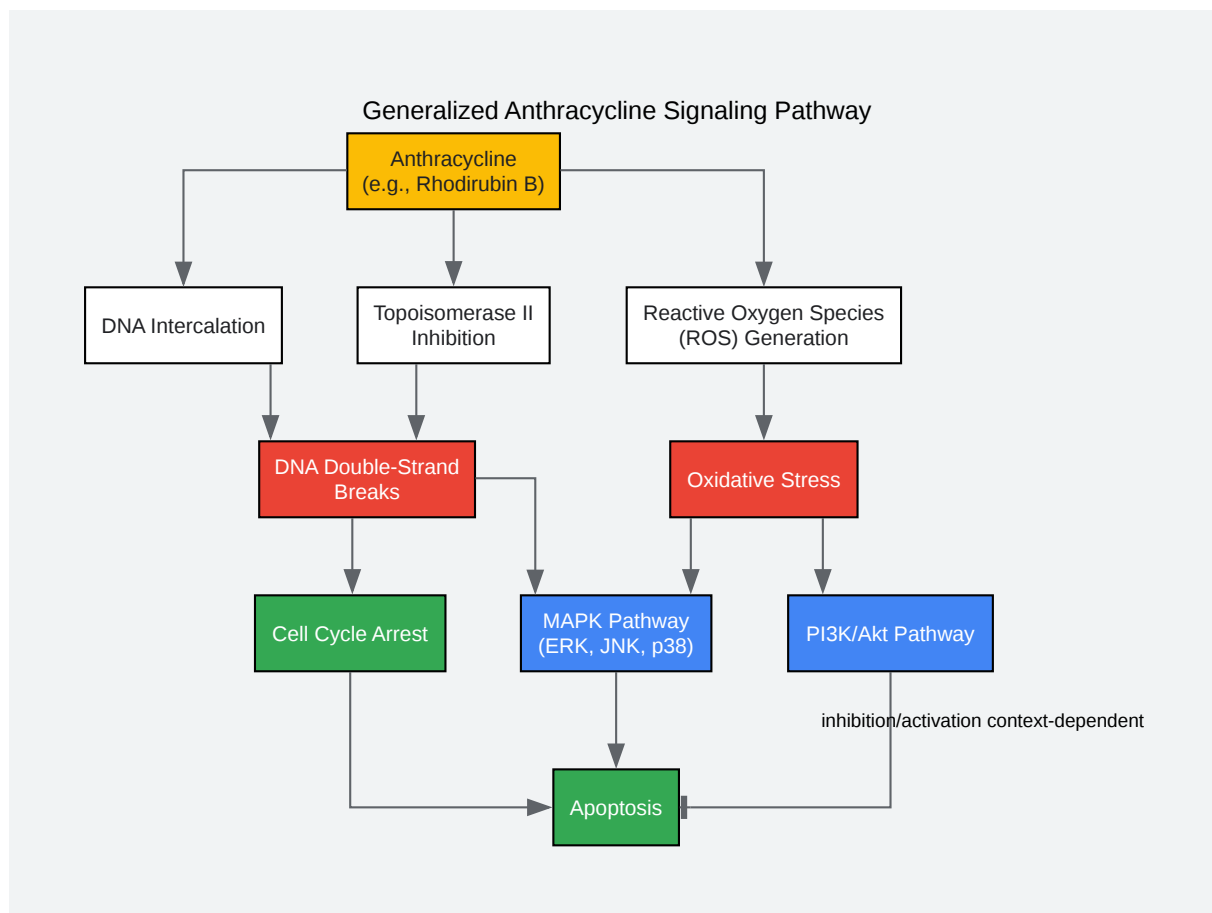 Generalized Anthracycline Signaling Pathway
Anthracycline
(e.g., Rhodirubin B)
DNA Intercalation
Topoisomerase II
Inhibition
Reactive Oxygen Species
(ROS) Generation
DNA Double-Strand
Breaks
Oxidative Stress
Cell Cycle Arrest
MAPK Pathway
(ERK, JNK, p38)
PI3K/Akt Pathway
inhibition/activation context-dependent
Apoptosis